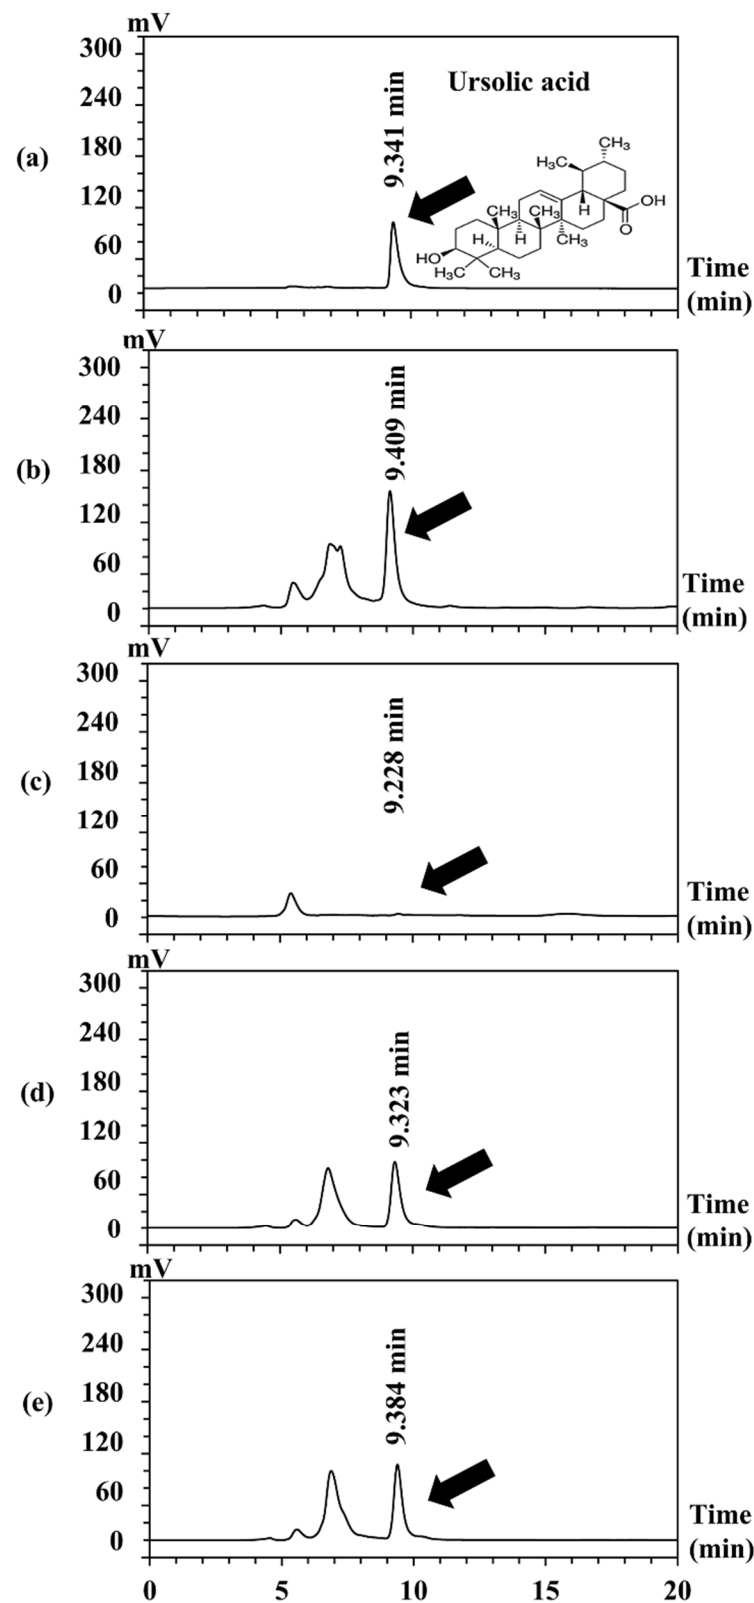 mV
300
240
180
120
60
0
(a)
9.341 min
Ursolic acid
CH3
H3C
H
OH
O
CH3
CH3
H
H
CH3
HO
H3C
CH3
Time
(min)
mV
300
240
180
120
60
0
(b)
9.409 min
Time
(min)
mV
300
240
180
120
60
0
(c)
9.228 min
Time
(min)
mV
300
240
180
120
60
0
(d)
9.323 min
Time
(min)
mV
300
240
180
120
60
0
(e)
9.384 min
Time
(min)
0 5 10 15 20